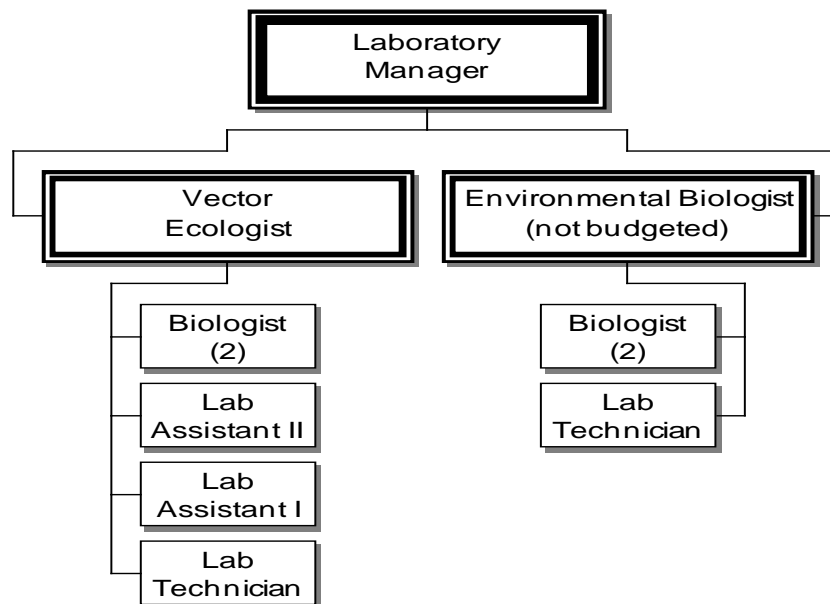 Laboratory
Manager
Vector
Ecologist
Environmental Biologist
(not budgeted)
Biologist
(2)
Lab
Assistant II
Lab
Assistant I
Lab
Technician
Biologist
(2)
Lab
Technician